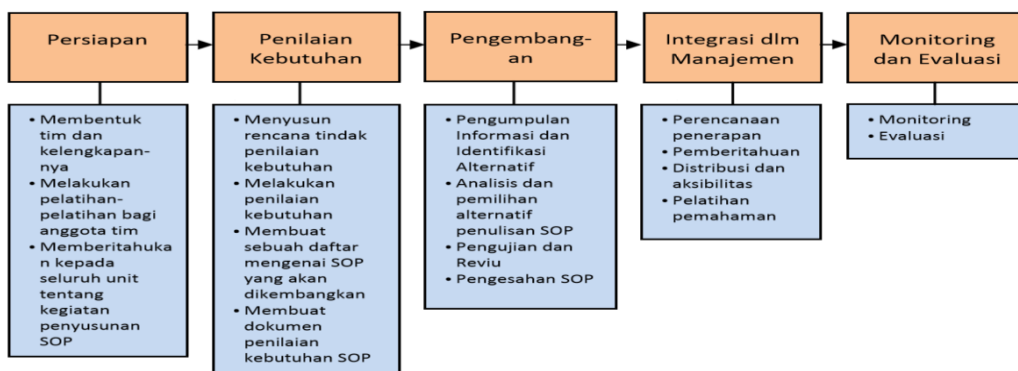 Persiapan
Penilaian
Kebutuhan
Pengembang-
an
Integrasi dlm
Manajemen
Monitoring
dan Evaluasi
• Membentuk
tim dan
kelengkapan-
nya
• Melakukan
pelatihan-
pelatihan bagi
anggota tim
• Memberitahuka
n kepada
seluruh unit
tentang
kegiatan
penyusunan
SOP
• Menyusun
rencana tindak
penilaian
kebutuhan
• Melakukan
penilaian
kebutuhan
• Membuat
sebuah daftar
mengenai SOP
yang akan
dikembangkan
• Membuat
dokumen
penilaian
kebutuhan SOP
• Pengumpulan
Informasi dan
Identifikasi
Alternatif
• Analisis dan
pemilihan
alternatif
penulisan SOP
• Pengujian dan
Reviu
• Pengesahan SOP
• Perencanaan
penerapan
• Pemberitahuan
• Distribusi dan
aksibilitas
• Pelatihan
pemahaman
• Monitoring
• Evaluasi